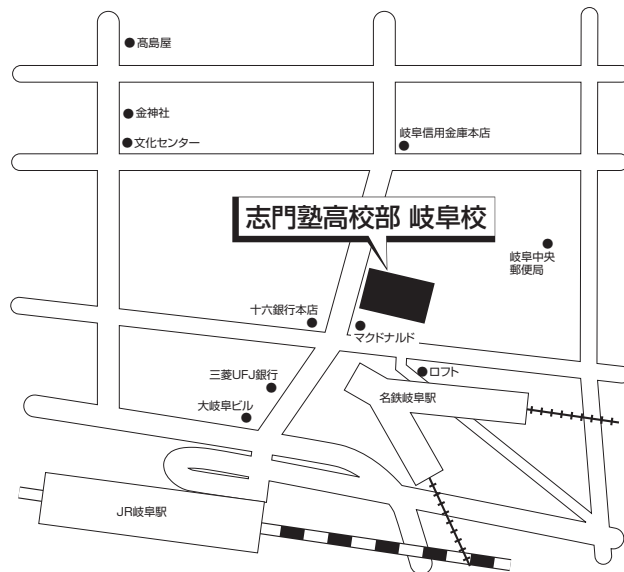 髙島屋
金神社
文化センター
岐阜信用金庫本店
志門塾高校部 岐阜校
岐阜中央
郵便局
十六銀行本店
マクドナルド
三菱UFJ銀行
ロフト
大岐阜ビル
名鉄岐阜駅
JR岐阜駅